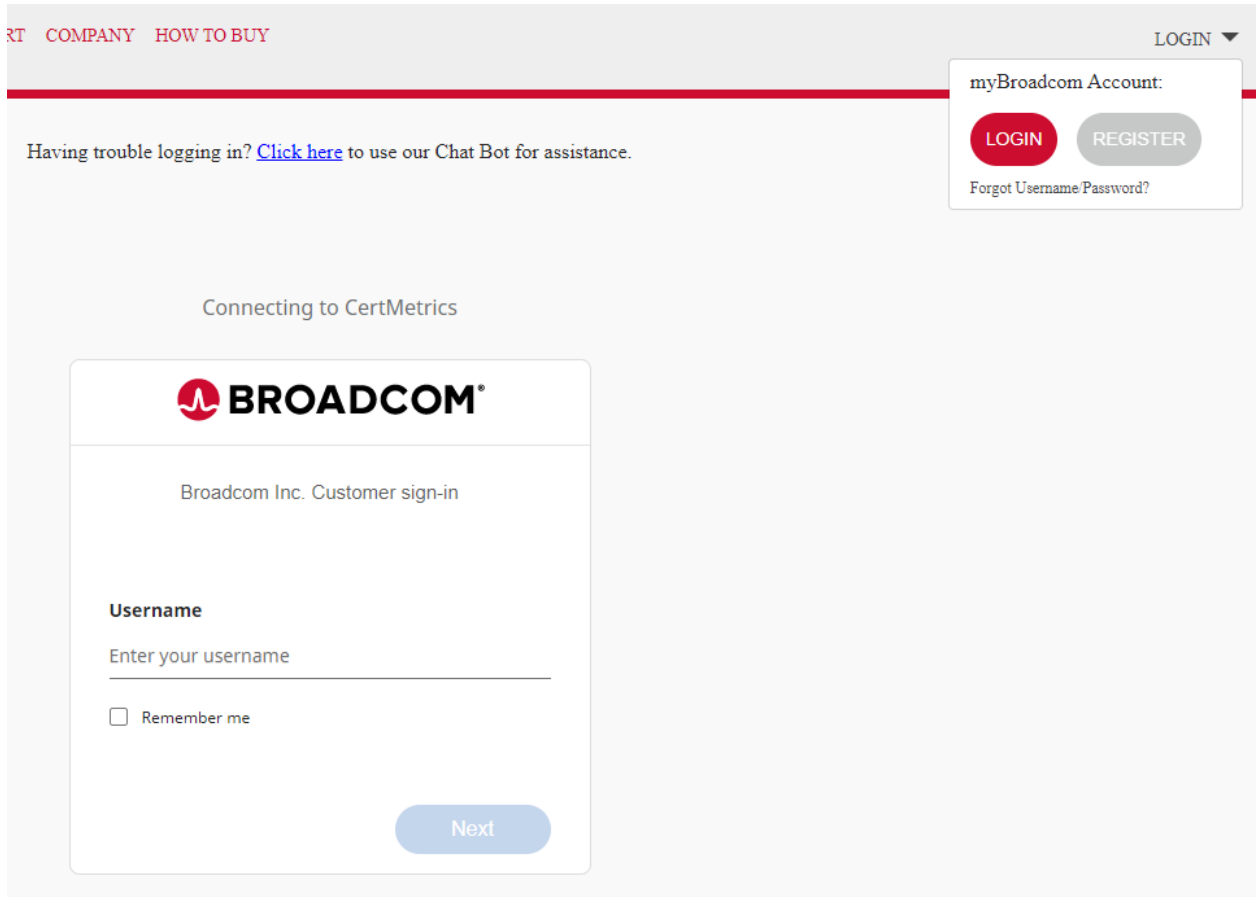 RT COMPANY HOW TO BUY
LOGIN
myBroadcom Account:
LOGIN REGISTER
Forgot Username/Password?
Having trouble logging in? Click here to use our Chat Bot for assistance.
Connecting to CertMetrics
BROADCOM®
Broadcom Inc. Customer sign-in
Username
Enter your username
Remember me
Next